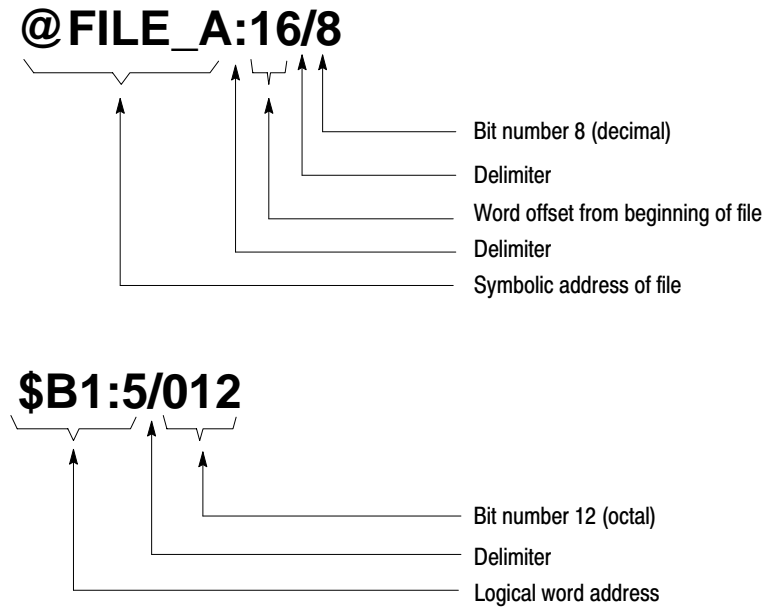 @FILE_A:16/8
Bit number 8 (decimal)
Delimiter
Word offset from beginning of file
Delimiter
Symbolic address of file
$B1:5/012
Bit number 12 (octal)
Delimiter
Logical word address